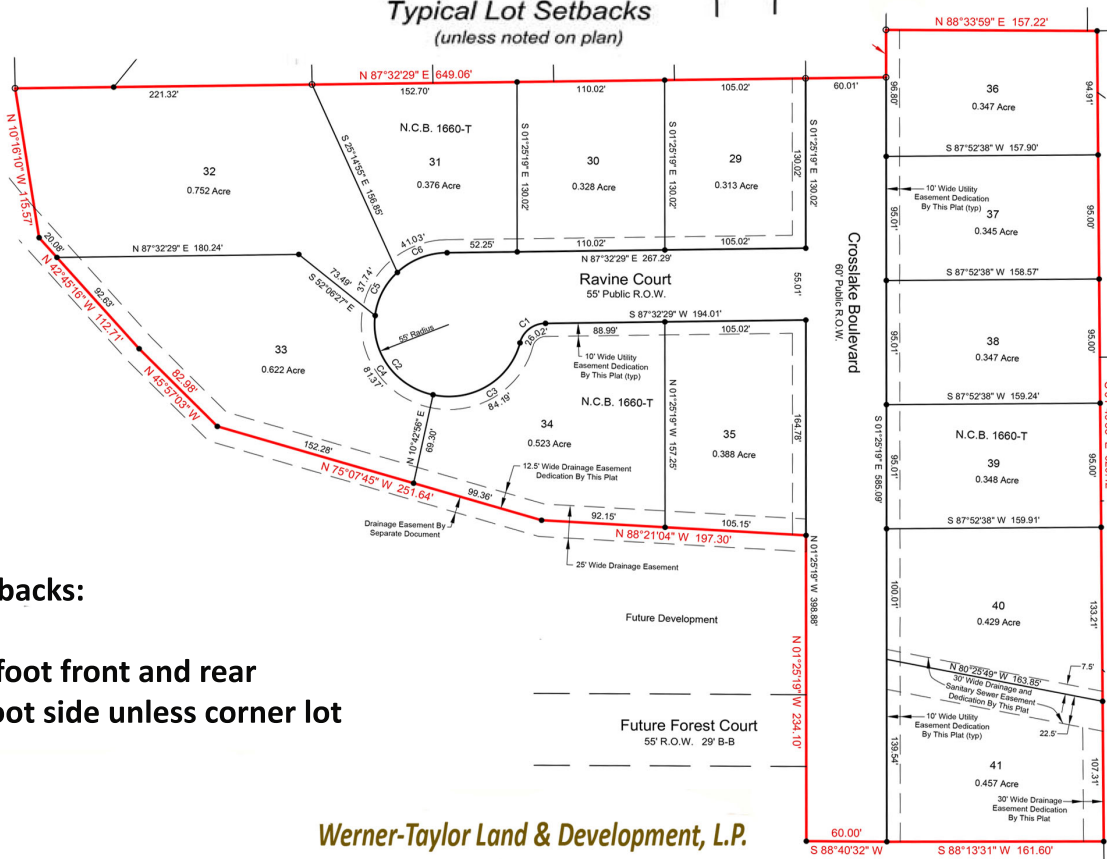 Typical Lot Setbacks
(unless noted on plan)
N 88°33'59" E 157.22'
N 87°32'29" E 649.06'
221.32'
152.70'
110.02'
105.02'
60.01'
96.80'
36
0.347 Acre
94.91'
N 10°16'10" W 115.57'
32
0.752 Acre
S 25°14'55" E 156.85'
N.C.B. 1660-T
31
0.376 Acre
S 01°25'19" E 130.02'
30
0.328 Acre
S 01°25'19" E 130.02'
29
0.313 Acre
130.02'
S 01°25'19" E 130.02'
S 87°52'38" W 157.90'
10' Wide Utility
Easement Dedication
By This Plat (typ)
95.01'
37
0.345 Acre
95.00'
20.08'
N 87°32'29" E 180.24'
73.49'
S 52°06'27" E
37.74'
C5
41.03'
C6
52.25'
110.02'
105.02'
N 87°32'29" E 267.29'
Ravine Court
55' Public R.O.W.
55.01'
Crosslake Boulevard
60' Public R.O.W.
S 87°52'38" W 158.57'
N 42°45'16" W 112.71'
92.63'
55' Radius
C1
26.02'
S 87°32'29" W 194.01'
88.99'
105.02'
10' Wide Utility
Easement Dedication
By This Plat (typ)
N.C.B. 1660-T
95.01'
38
0.347 Acre
95.00'
33
0.622 Acre
C2
C4
81.37'
C3
84.19'
82.98'
N 45°57'03" W
S 87°52'38" W 159.24'
N 10°42'56" E
69.30'
34
0.523 Acre
N 01°25'19" W 157.25'
35
0.388 Acre
164.78'
S 01°25'19" E 585.09'
95.01'
N.C.B. 1660-T
39
0.348 Acre
95.00'
152.28'
N 75°07'45" W 251.64'
99.36'
12.5' Wide Drainage Easement
Dedication By This Plat
Drainage Easement By
Separate Document
92.15'
105.15'
N 88°21'04" W 197.30'
S 87°52'38" W 159.91'
25' Wide Drainage Easement
N 01°25'19" W 398.88'
backs:
foot front and rear
oot side unless corner lot
Future Development
100.01'
40
0.429 Acre
133.21'
N 01°25'19" W 234.10'
N 80°25'49" W 163.85'
30' Wide Drainage and
Sanitary Sewer Easement
Dedication By This Plat
7.5'
22.5'
Future Forest Court
55' R.O.W. 29' B-B
10' Wide Utility
Easement Dedication
By This Plat (typ)
139.54'
41
0.457 Acre
107.31'
30' Wide Drainage
Easement Dedication
By This Plat
Werner-Taylor Land & Development, L.P.
60.00'
S 88°40'32" W
S 88°13'31" W 161.60'